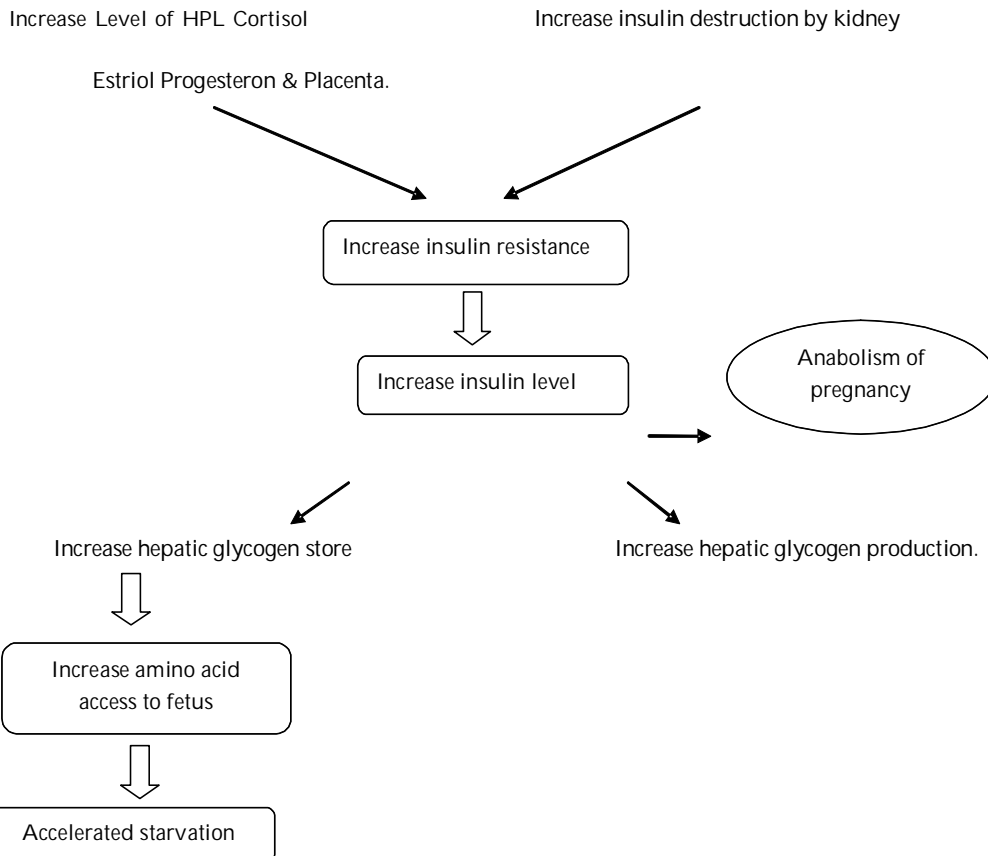 Increase Level of HPL Cortisol
Increase insulin destruction by kidney
Estriol Progesteron & Placenta.
Increase insulin resistance
Increase insulin level
Anabolism of
pregnancy
Increase hepatic glycogen store
Increase hepatic glycogen production.
Increase amino acid
access to fetus
Accelerated starvation